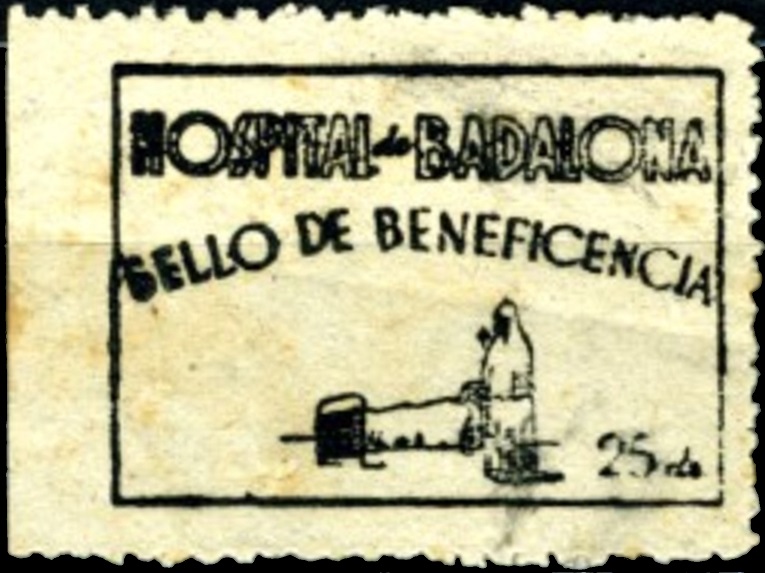 HOSPITAL de BADALONA
SELLO DE BENEFICENCIA
25 cts